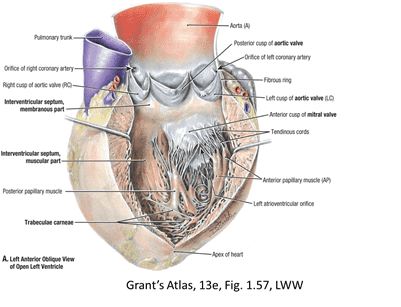 Aorta (A)
Pulmonary trunk
Posterior cusp of aortic valve
Orifice of left coronary artery
Orifice of right coronary artery
Fibrous ring
Right cusp of aortic valve (RC)
Left cusp of aortic valve (LC)
Interventricular septum,
membranous part
Anterior cusp of mitral valve
Tendinous cords
Interventricular septum,
muscular part
Anterior papillary muscle (AP)
Posterior papillary muscle
Left atrioventricular orifice
Trabeculae carneae
Apex of heart
A. Left Anterior Oblique View
of Open Left Ventricle
Grant's Atlas, 13e, Fig. 1.57, LWW